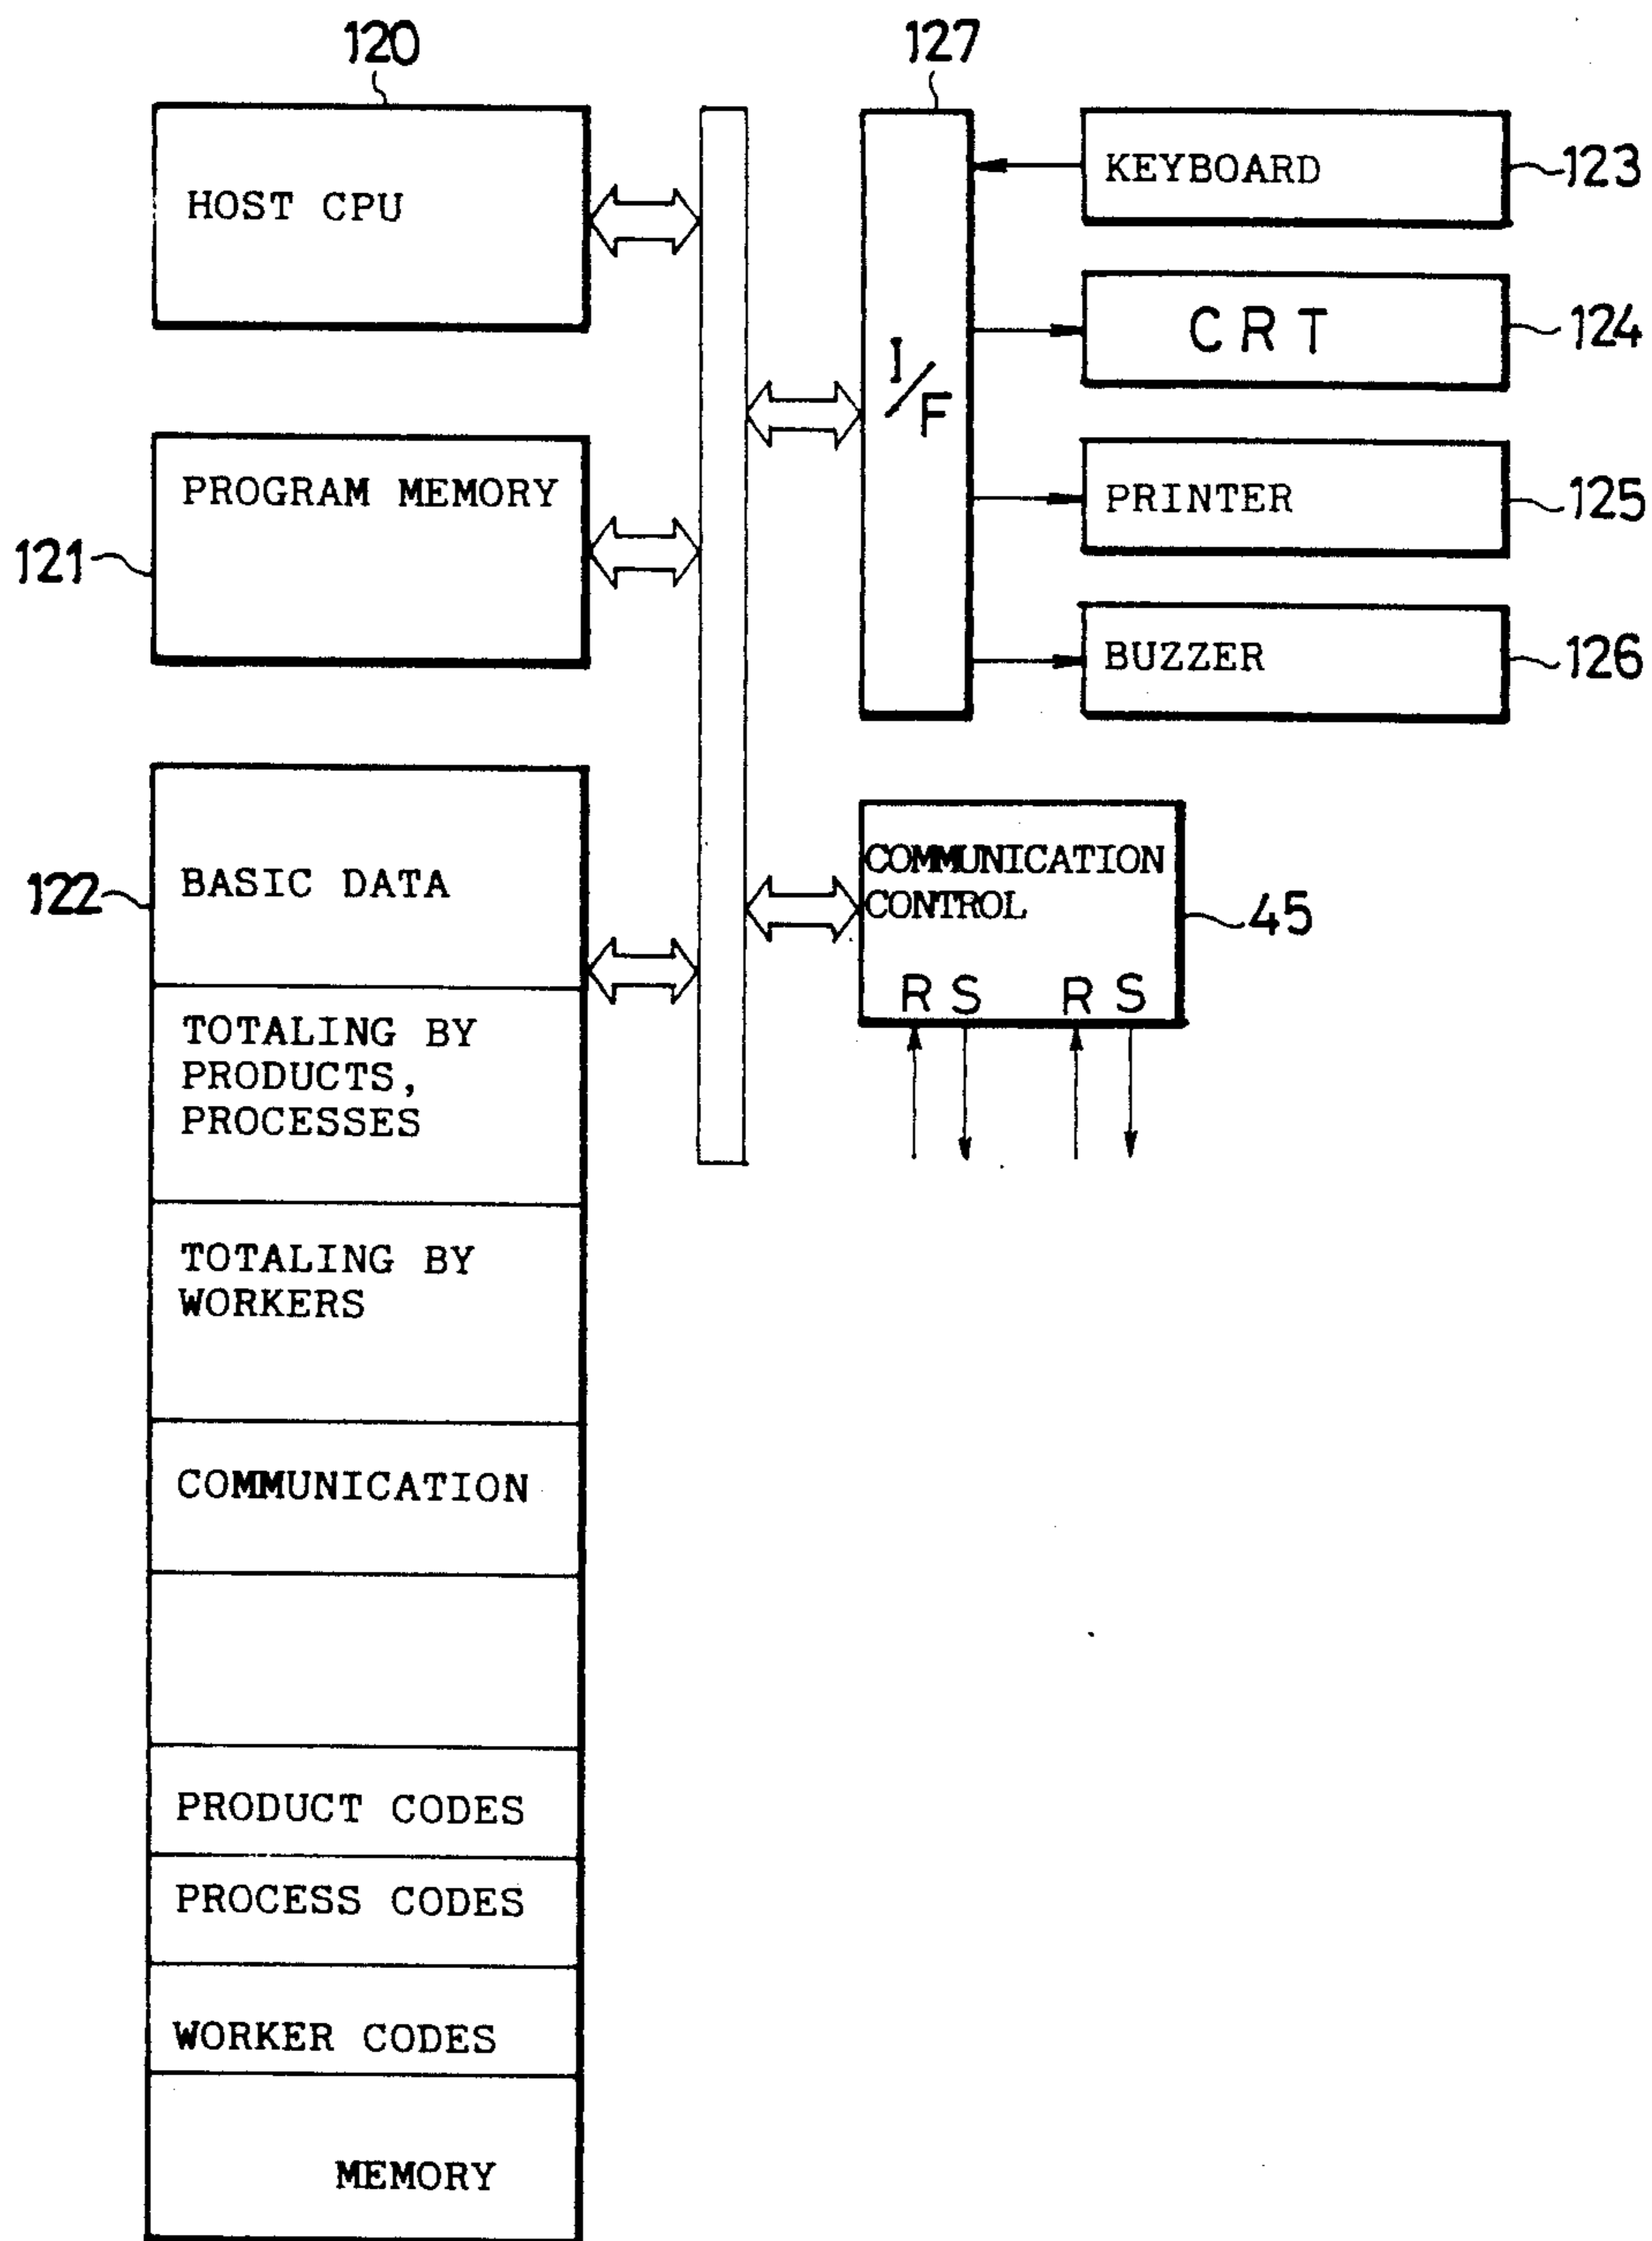 120
HOST CPU
121
PROGRAM MEMORY
122
BASIC DATA
TOTALING BY
PRODUCTS,
PROCESSES
TOTALING BY
WORKERS
COMMUNICATION
PRODUCT CODES
PROCESS CODES
WORKER CODES
MEMORY
127
I/F
KEYBOARD
123
CRT
124
PRINTER
125
BUZZER
126
COMMUNICATION
CONTROL
45
R S R S